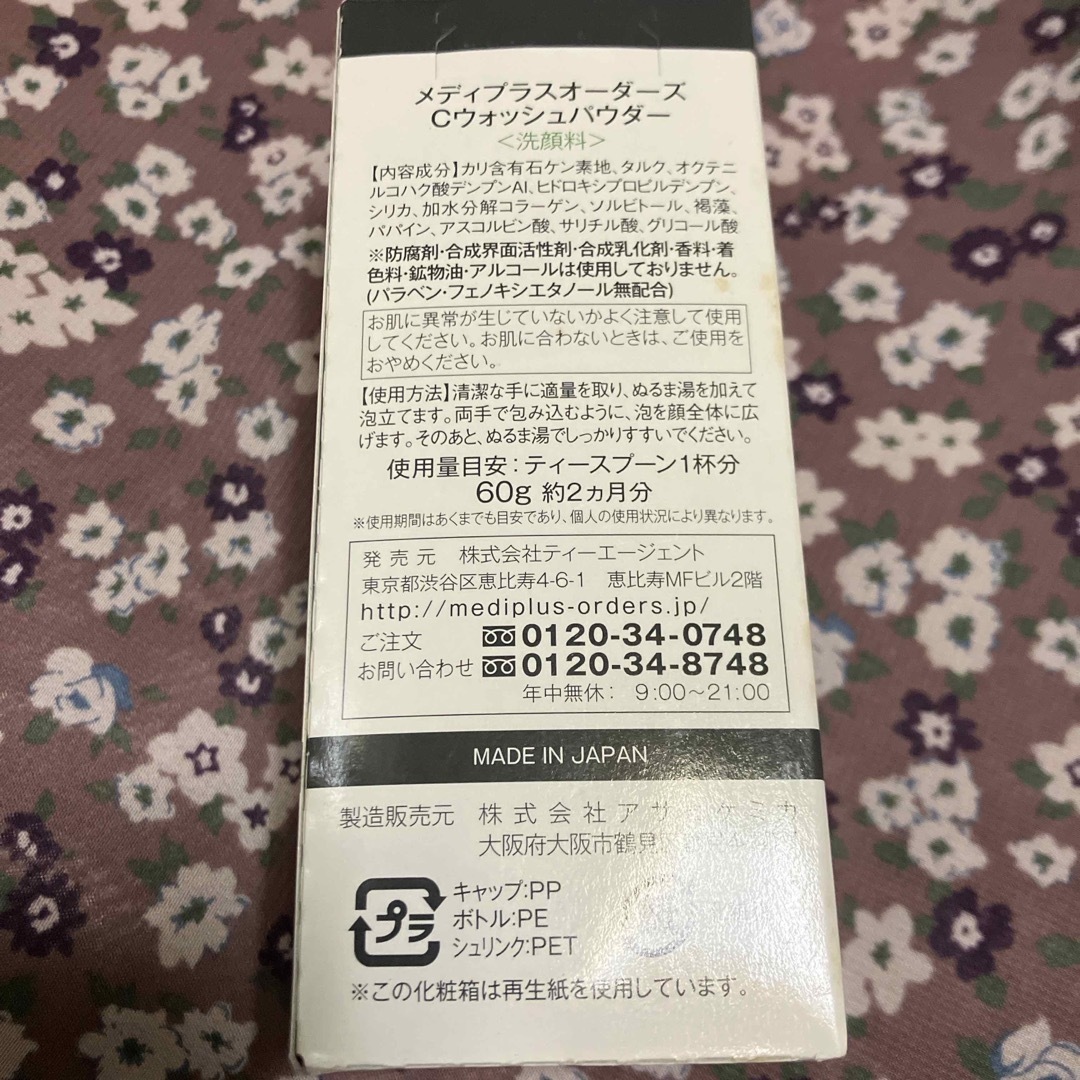 メディプラスオーダーズ
Cウォッシュパウダー
＜洗顔料＞
【内容成分】カリ含有石ケン素地、タルク、オクテニ
ルコハク酸デンプンAl、ヒドロキシプロピルデンプン、
シリカ、加水分解コラーゲン、ソルビトール、褐藻、
パパイン、アスコルビン酸、サリチル酸、グリコール酸
※防腐剤・合成界面活性剤・合成乳化剤・香料・着
色料・鉱物油・アルコールは使用しておりません。
(パラベン・フェノキシエタノール無配合)
お肌に異常が生じていないかよく注意して使用
してください。お肌に合わないときは、ご使用を
おやめください。
【使用方法】清潔な手に適量を取り、ぬるま湯を加えて
泡立てます。両手で包み込むように、泡を顔全体に広
げます。そのあと、ぬるま湯でしっかりすすいでください。
使用量目安：ティースプーン1杯分
60g 約2ヵ月分
※使用期間はあくまでも目安であり、個人の使用状況により異なります。
発売元 株式会社ティーエージェント
東京都渋谷区恵比寿4-6-1 恵比寿MFビル2階
http://mediplus-orders.jp/
ご注文 0120-34-0748
お問い合わせ 0120-34-8748
年中無休： 9:00～21:00
MADE IN JAPAN
製造販売元 株式会社アサ ケミカ
大阪府大阪市鶴見
プラ
キャップ:PP
ボトル:PE
シュリンク:PET
※この化粧箱は再生紙を使用しています。